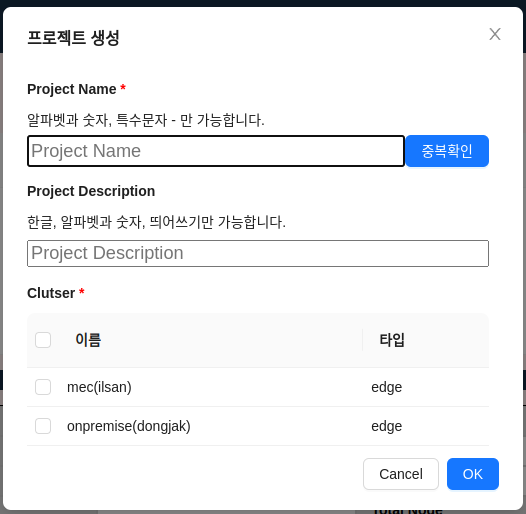 프로젝트 생성
Project Name *
알파벳과 숫자, 특수문자 - 만 가능합니다.
Project Name 중복확인
Project Description
한글, 알파벳과 숫자, 띄어쓰기만 가능합니다.
Project Description
Clutser *
이름 타입
mec(ilsan) edge
onpremise(dongjak) edge
Cancel OK
Total Node